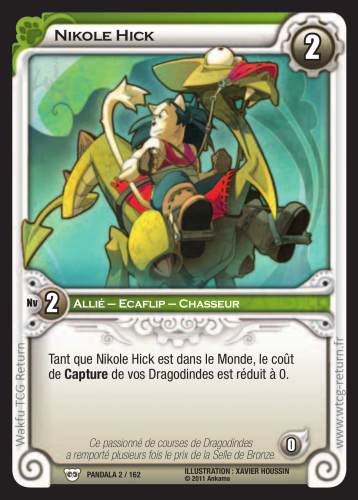 Nikole Hick
2
Nv 2
Allié – Ecaflip – Chasseur
Tant que Nikole Hick est dans le Monde, le coût
de Capture de vos Dragodindes est réduit à 0.
Ce passionné de courses de Dragodindes
a remporté plusieurs fois le prix de la Selle de Bronze.
0
PANDALA 2 / 162
ILLUSTRATION : XAVIER HOUSSIN
© 2011 Ankama
Wakfu TCG Return
www.wtcg-return.fr